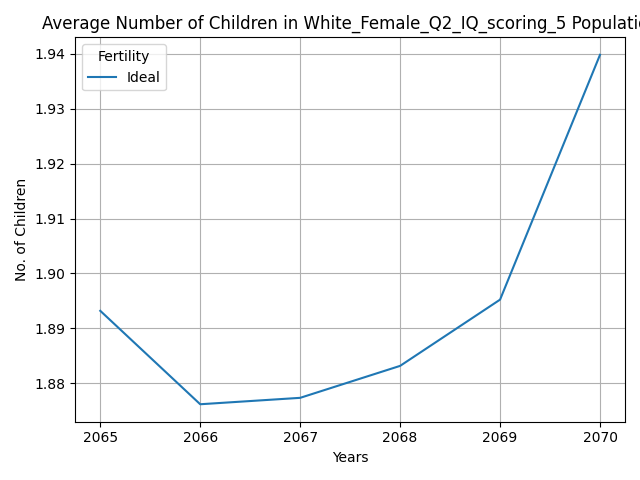 Average Number of Children in White_Female_Q2_IQ_scoring_5 Populati
Fertility
Ideal
No. of Children
1.94
1.93
1.92
1.91
1.90
1.89
1.88
2065 2066 2067 2068 2069 2070
Years